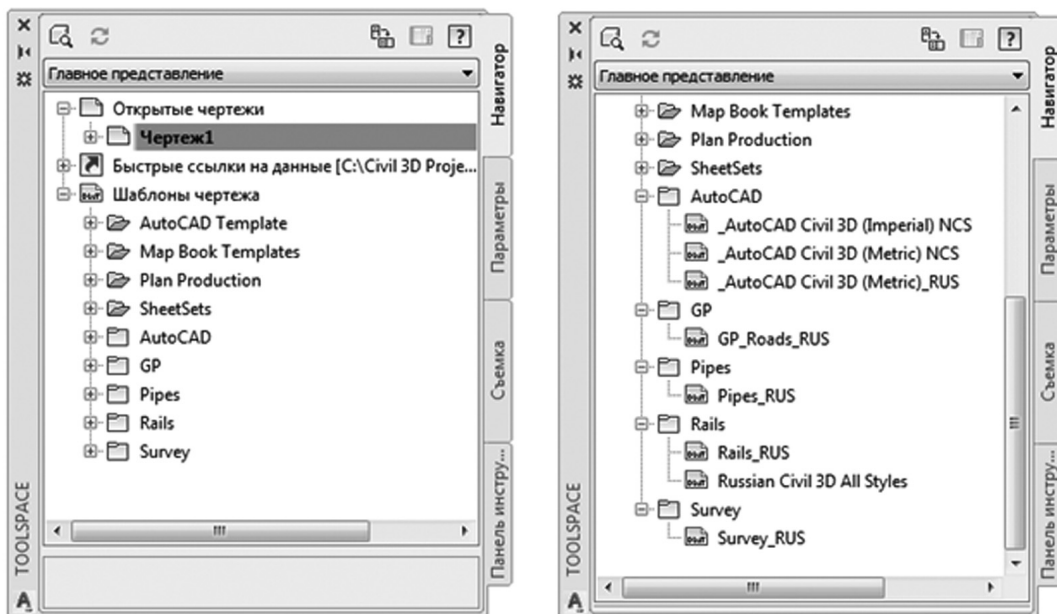 Главное представление
Открытые чертежи
Чертеж1
Быстрые ссылки на данные [C:\Civil 3D Proje...
Шаблоны чертежа
AutoCAD Template
Map Book Templates
Plan Production
SheetSets
AutoCAD
GP
Pipes
Rails
Survey
Навигатор
Параметры
Съемка
Панель инстру...
TOOLSPACE
Главное представление
Map Book Templates
Plan Production
SheetSets
AutoCAD
_AutoCAD Civil 3D (Imperial) NCS
_AutoCAD Civil 3D (Metric) NCS
_AutoCAD Civil 3D (Metric)_RUS
GP
GP_Roads_RUS
Pipes
Pipes_RUS
Rails
Rails_RUS
Russian Civil 3D All Styles
Survey
Survey_RUS
Навигатор
Параметры
Съемка
Панель инстру...
TOOLSPACE